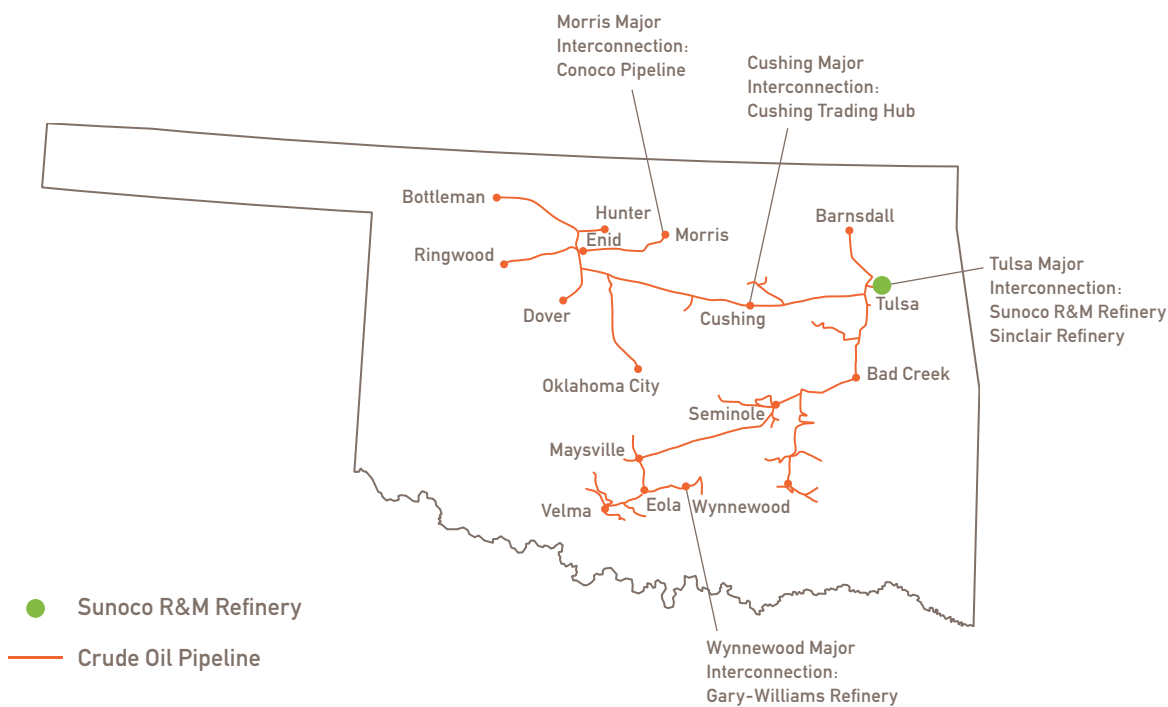 Morris Major
Interconnection:
Conoco Pipeline
Cushing Major
Interconnection:
Cushing Trading Hub
Bottleman
Hunter
Enid
Morris
Ringwood
Barnsdall
Tulsa Major
Interconnection:
Sunoco R&M Refinery
Sinclair Refinery
Dover
Cushing
Tulsa
Oklahoma City
Bad Creek
Seminole
Maysville
Velma
Eola
Wynnewood
Sunoco R&M Refinery
Crude Oil Pipeline
Wynnewood Major
Interconnection:
Gary-Williams Refinery